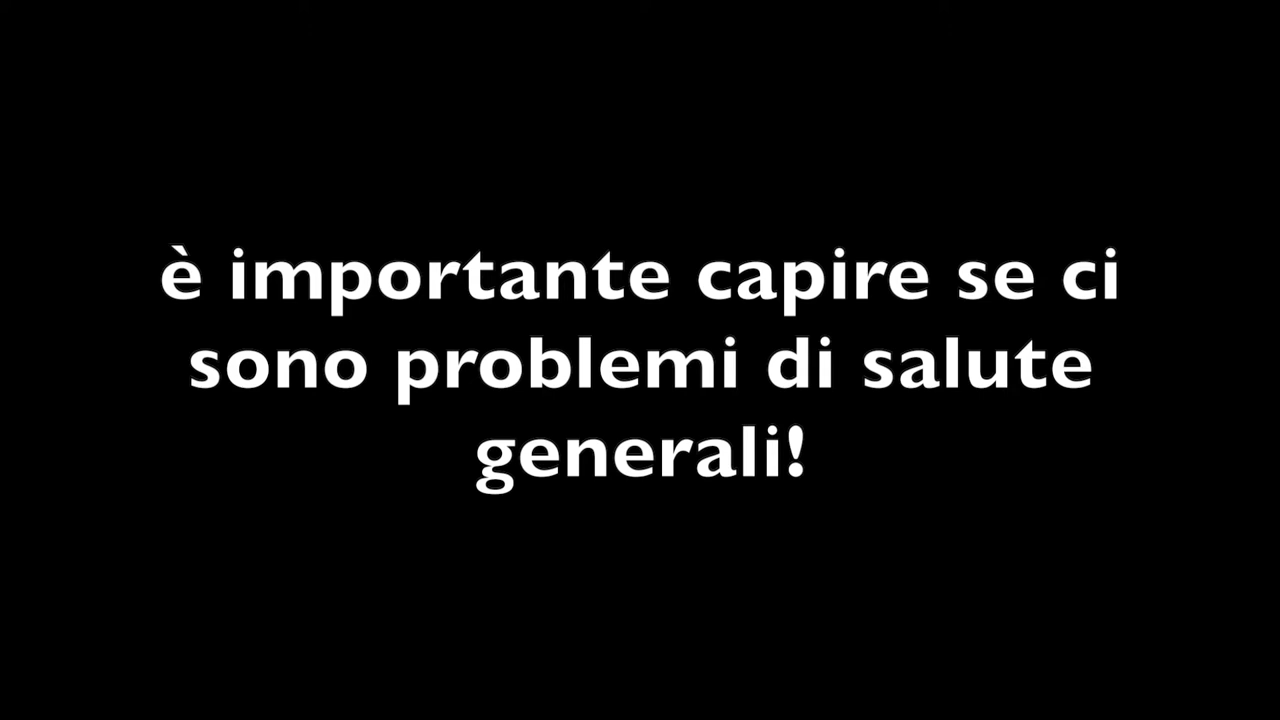 è importante capire se ci
sono problemi di salute
generali!